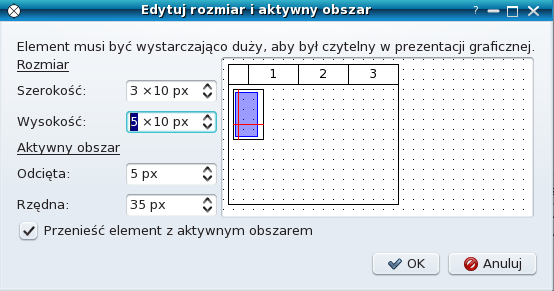 Edytuj rozmiar i aktywny obszar
Element musi być wystarczająco duży, aby był czytelny w prezentacji graficznej.
Rozmiar
Szerokość: 3 ×10 px
Wysokość: 5 ×10 px
Aktywny obszar
Odcięta: 5 px
Rzędna: 35 px
1 2 3
Przenieść element z aktywnym obszarem
OK Anuluj